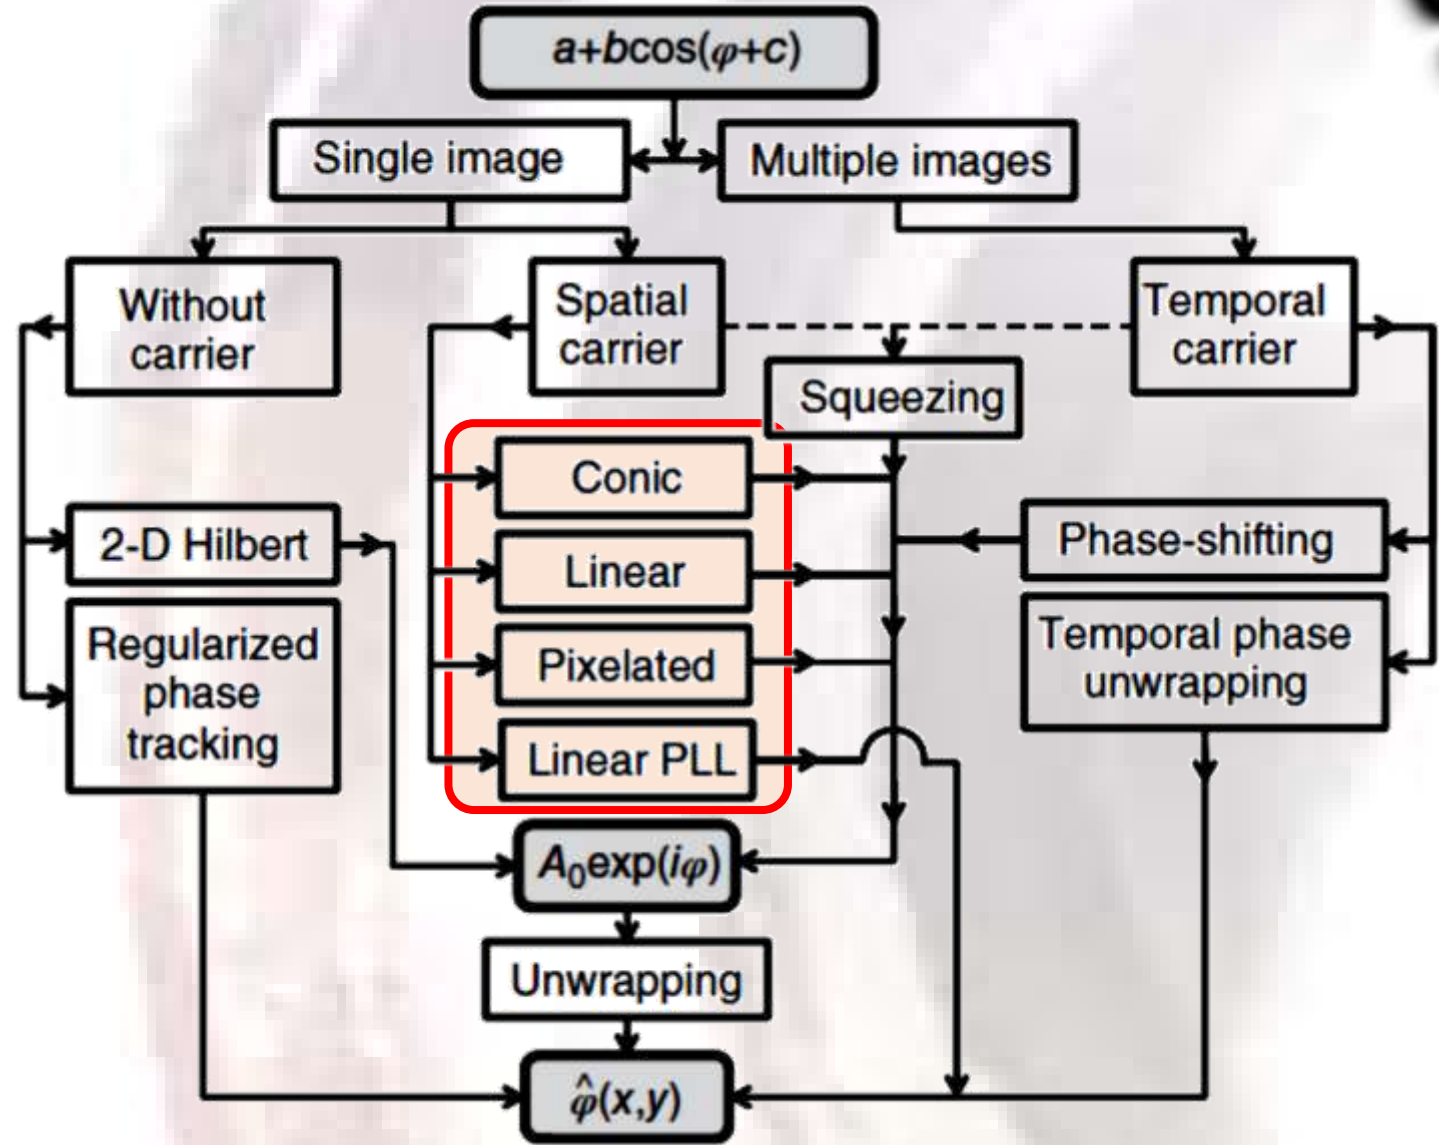 a+bcos(φ+c)
Single image
Multiple images
Without
carrier
Spatial
carrier
Temporal
carrier
Squeezing
Conic
Linear
Pixelated
Linear PLL
2-D Hilbert
Regularized
phase
tracking
Phase-shifting
Temporal phase
unwrapping
A₀exp(iφ)
Unwrapping
φ̂(x,y)